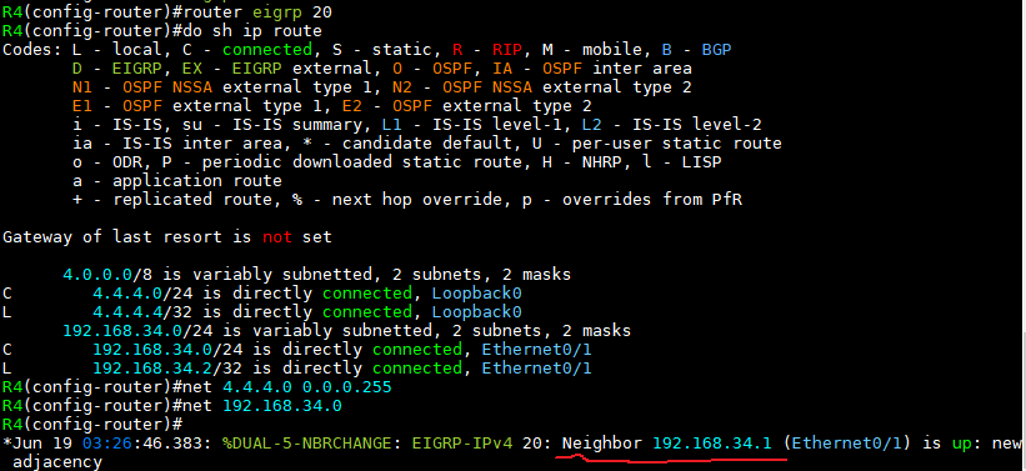 R4(config-router)#router eigrp 20
R4(config-router)#do sh ip route
Codes: L - local, C - connected, S - static, R - RIP, M - mobile, B - BGP
       D - EIGRP, EX - EIGRP external, O - OSPF, IA - OSPF inter area
       N1 - OSPF NSSA external type 1, N2 - OSPF NSSA external type 2
       E1 - OSPF external type 1, E2 - OSPF external type 2
       i - IS-IS, su - IS-IS summary, L1 - IS-IS level-1, L2 - IS-IS level-2
       ia - IS-IS inter area, * - candidate default, U - per-user static route
       o - ODR, P - periodic downloaded static route, H - NHRP, l - LISP
       a - application route
       + - replicated route, % - next hop override, p - overrides from PfR
Gateway of last resort is not set
      4.0.0.0/8 is variably subnetted, 2 subnets, 2 masks
C        4.4.4.0/24 is directly connected, Loopback0
L        4.4.4.4/32 is directly connected, Loopback0
      192.168.34.0/24 is variably subnetted, 2 subnets, 2 masks
C        192.168.34.0/24 is directly connected, Ethernet0/1
L        192.168.34.2/32 is directly connected, Ethernet0/1
R4(config-router)#net 4.4.4.0 0.0.0.255
R4(config-router)#net 192.168.34.0
R4(config-router)#
*Jun 19 03:26:46.383: %DUAL-5-NBRCHANGE: EIGRP-IPv4 20: Neighbor 192.168.34.1 (Ethernet0/1) is up: new
 adjacency